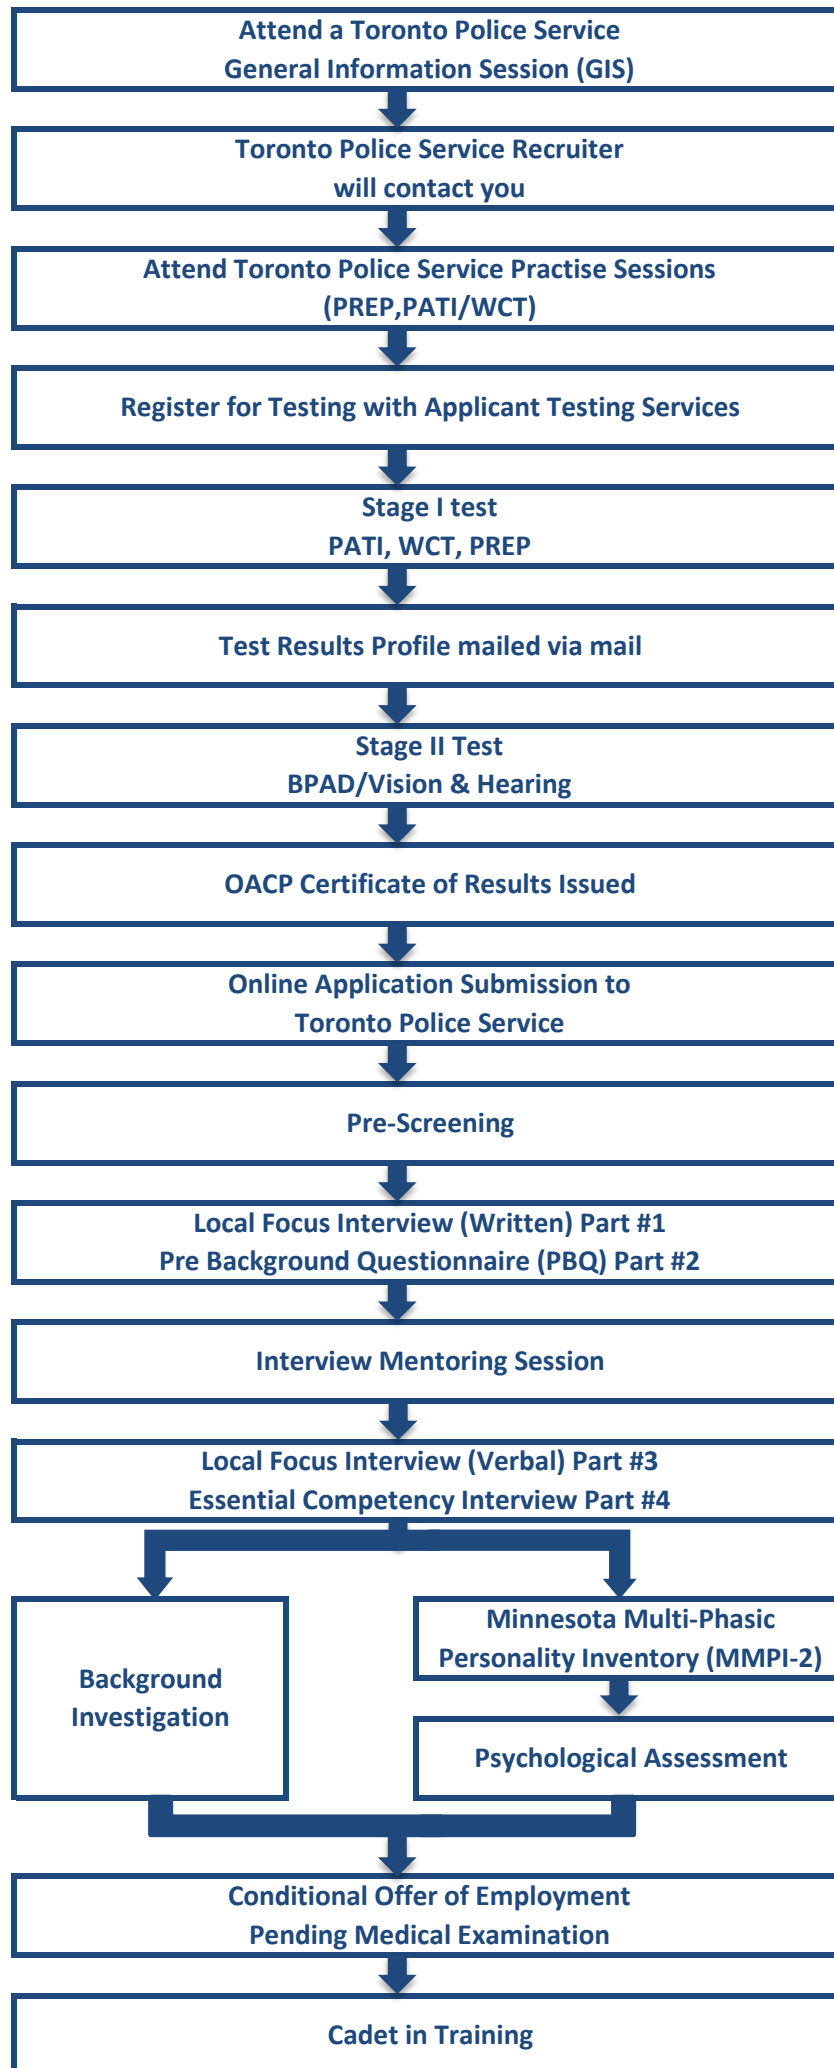 Attend a Toronto Police Service
General Information Session (GIS)
Toronto Police Service Recruiter
will contact you
Attend Toronto Police Service Practise Sessions
(PREP,PATI/WCT)
Register for Testing with Applicant Testing Services
Stage I test
PATI, WCT, PREP
Test Results Profile mailed via mail
Stage II Test
BPAD/Vision & Hearing
OACP Certificate of Results Issued
Online Application Submission to
Toronto Police Service
Pre-Screening
Local Focus Interview (Written) Part #1
Pre Background Questionnaire (PBQ) Part #2
Interview Mentoring Session
Local Focus Interview (Verbal) Part #3
Essential Competency Interview Part #4
Background
Investigation
Minnesota Multi-Phasic
Personality Inventory (MMPI-2)
Psychological Assessment
Conditional Offer of Employment
Pending Medical Examination
Cadet in Training